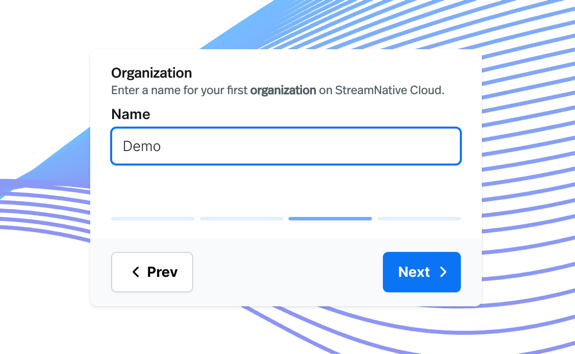 Organization
Enter a name for your first organization on StreamNative Cloud.
Name
Demo
Prev
Next